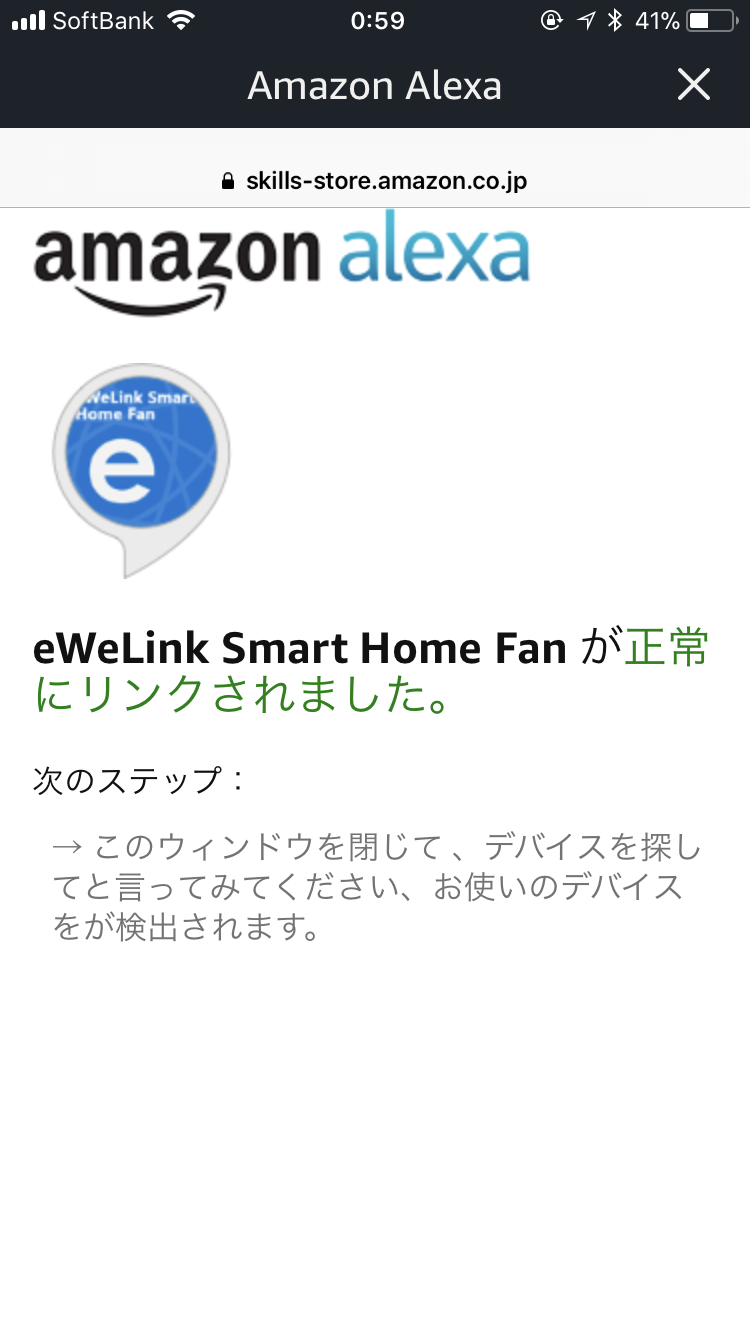 SoftBank 0:59 41%
Amazon Alexa
skills-store.amazon.co.jp
amazon alexa
eWeLink Smart
Home Fan
e
eWeLink Smart Home Fan が正常
にリンクされました。
次のステップ：
→ このウィンドウを閉じて 、デバイスを探し
てと言ってみてください、お使いのデバイス
をが検出されます。